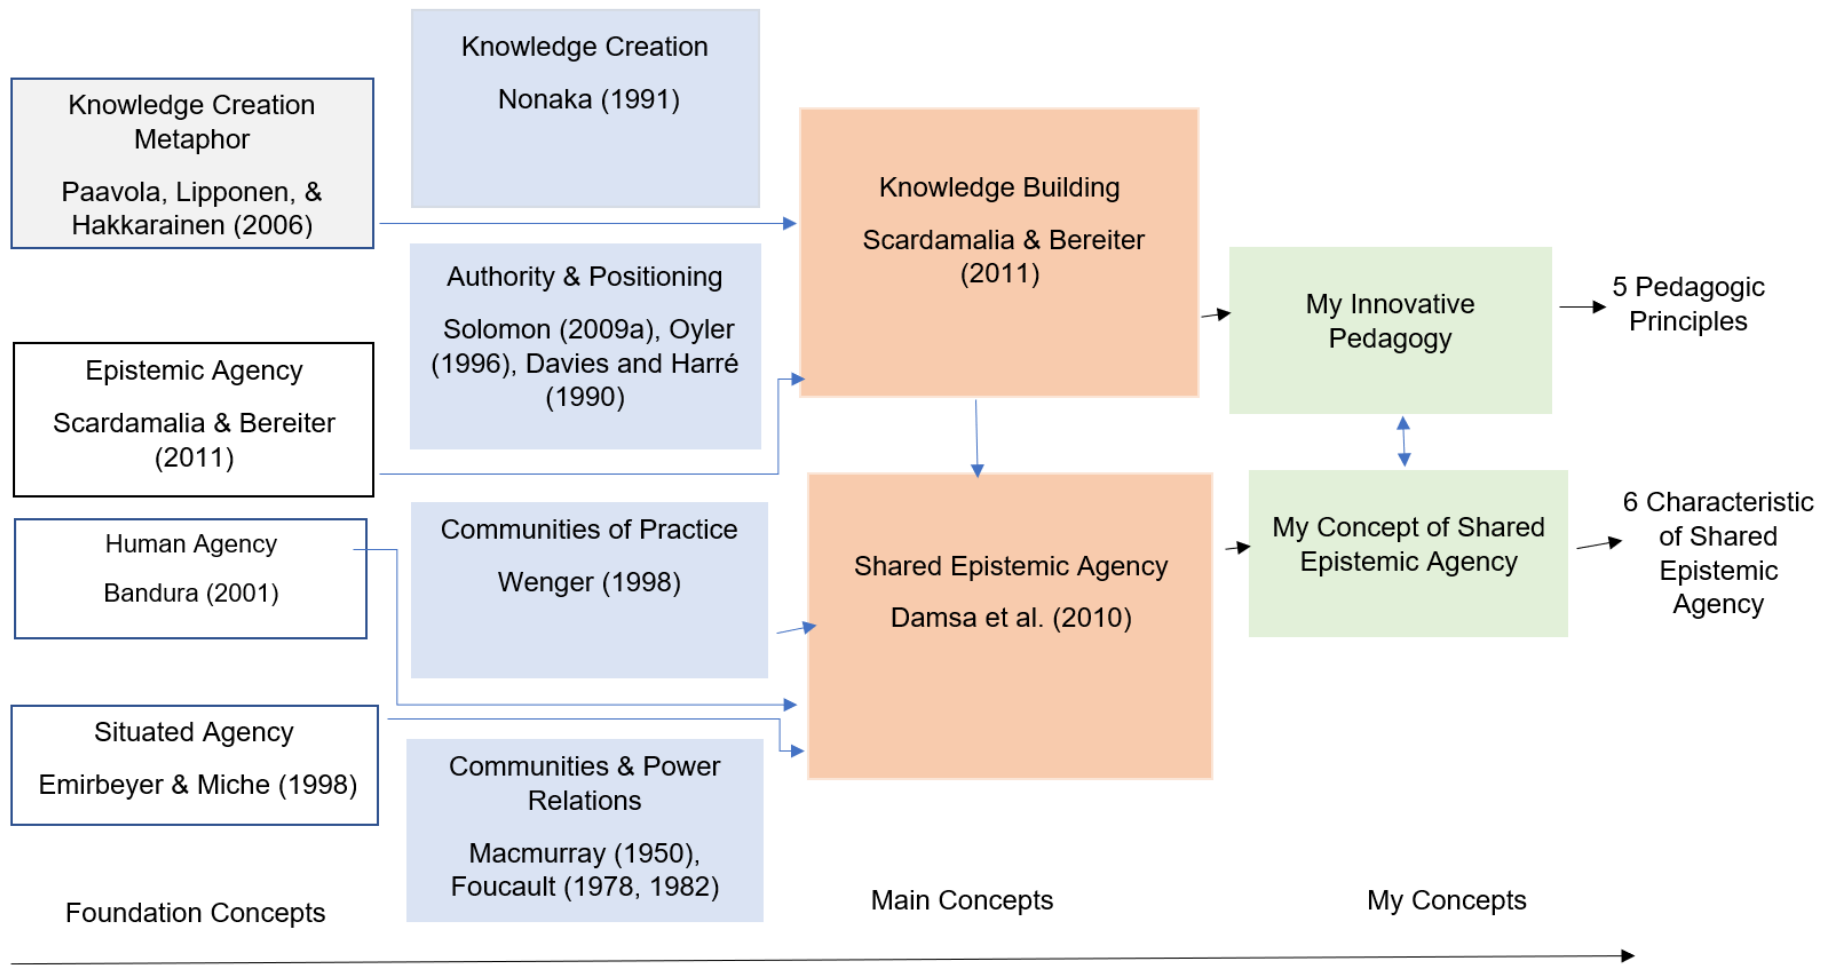 Knowledge Creation
Metaphor
Paavola, Lipponen, &
Hakkarainen (2006)
Epistemic Agency
Scardamalia & Bereiter
(2011)
Human Agency
Bandura (2001)
Situated Agency
Emirbeyer & Miche (1998)
Foundation Concepts
Knowledge Creation
Nonaka (1991)
Authority & Positioning
Solomon (2009a), Oyler
(1996), Davies and Harré
(1990)
Communities of Practice
Wenger (1998)
Communities & Power
Relations
Macmurray (1950),
Foucault (1978, 1982)
Knowledge Building
Scardamalia & Bereiter
(2011)
Shared Epistemic Agency
Damsa et al. (2010)
Main Concepts
My Innovative
Pedagogy
My Concept of Shared
Epistemic Agency
My Concepts
5 Pedagogic
Principles
6 Characteristic
of Shared
Epistemic
Agency